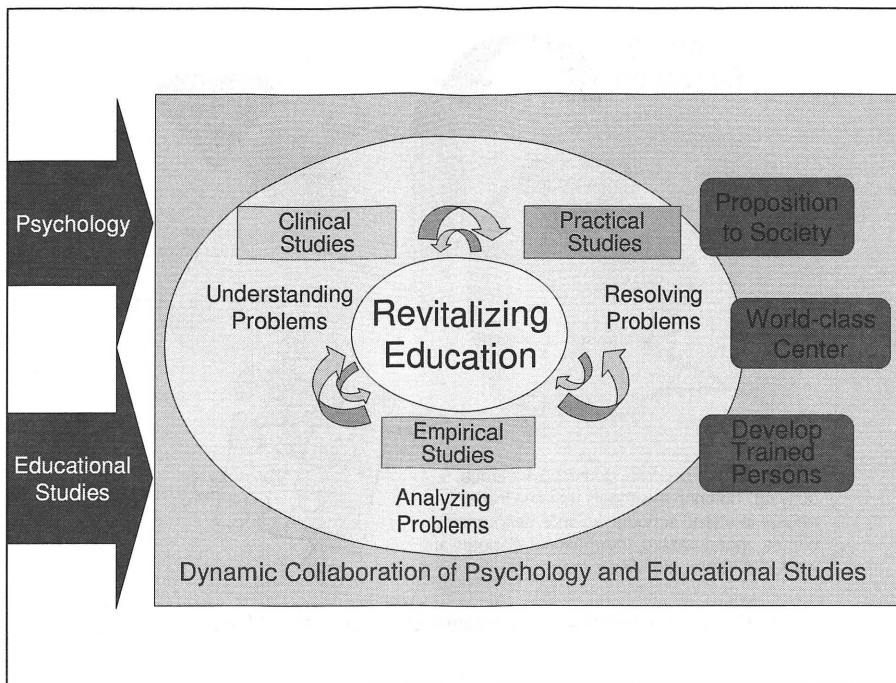 Psychology
Educational
Studies
Clinical
Studies
Practical
Studies
Understanding
Problems
Revitalizing
Education
Resolving
Problems
Empirical
Studies
Analyzing
Problems
Proposition
to Society
World-class
Center
Develop
Trained
Persons
Dynamic Collaboration of Psychology and Educational Studies